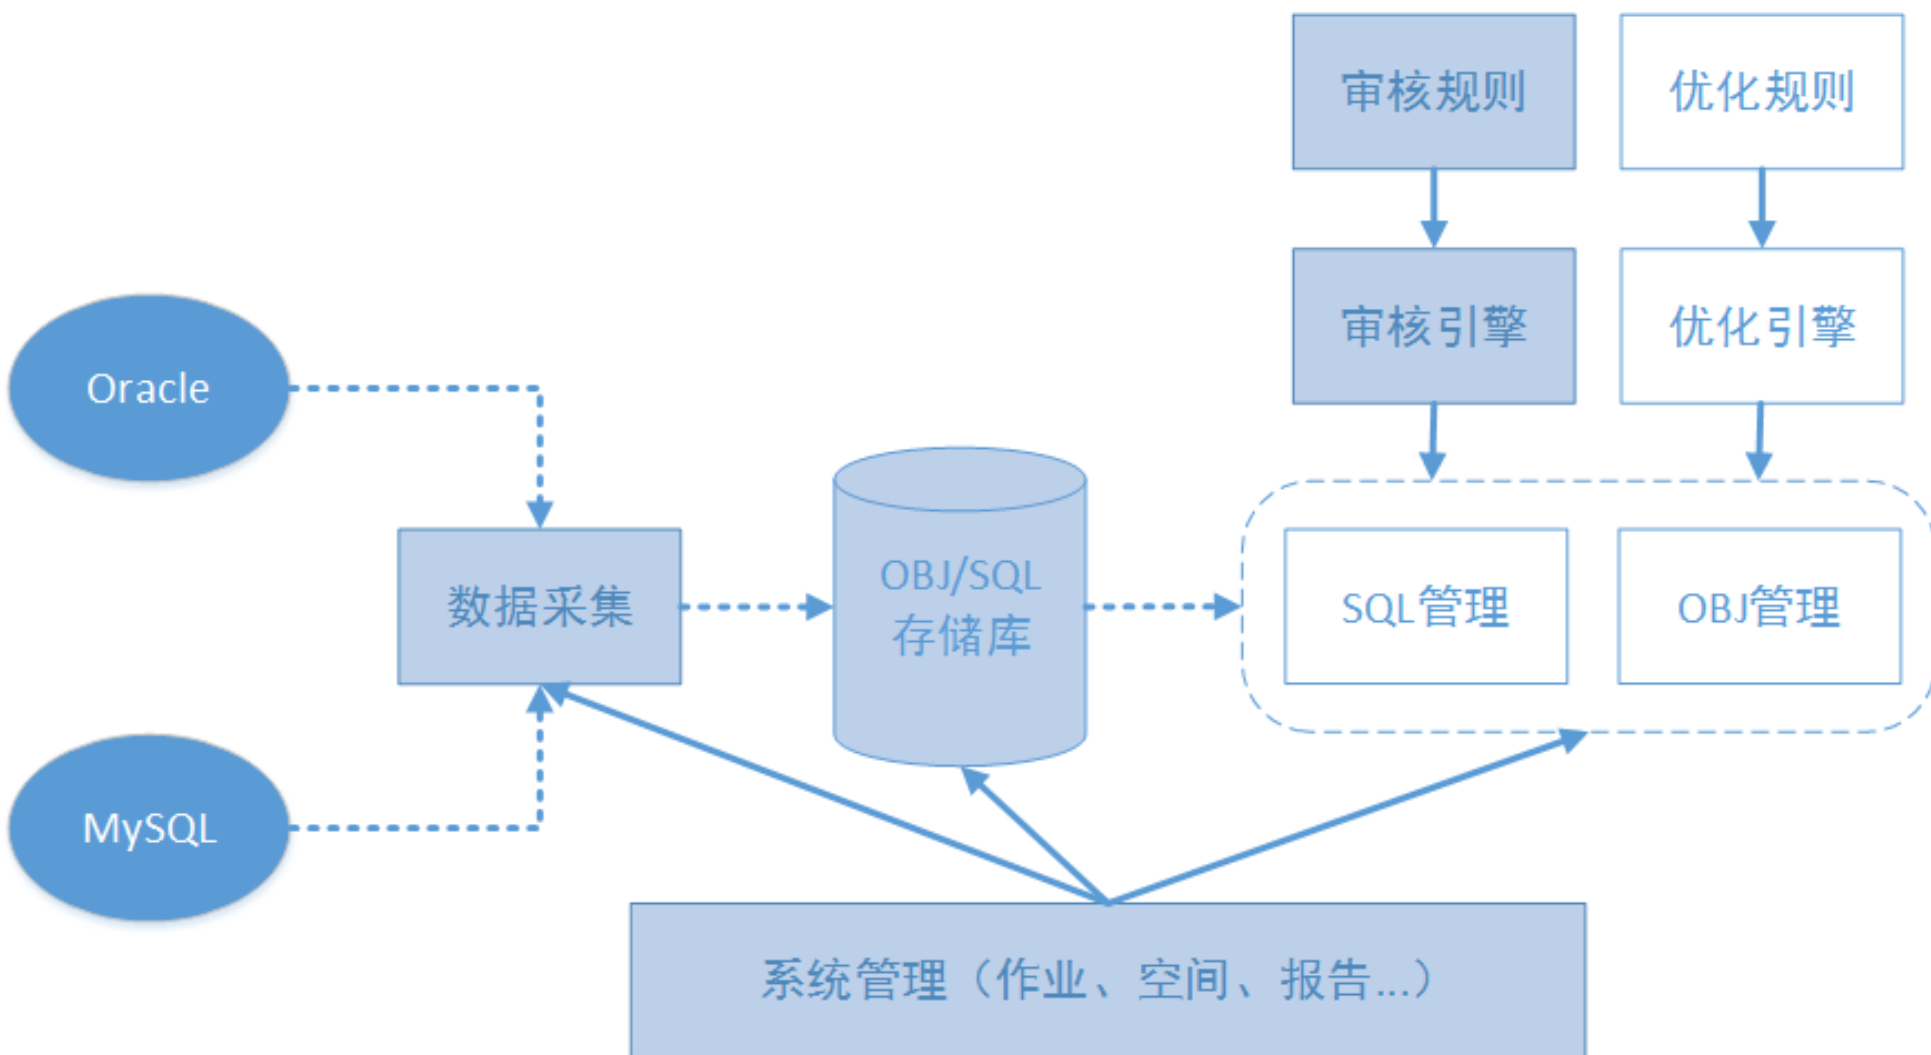 审核规则
优化规则
审核引擎
优化引擎
Oracle
数据采集
OBJ/SQL
存储库
SQL管理
OBJ管理
MySQL
系统管理（作业、空间、报告...）